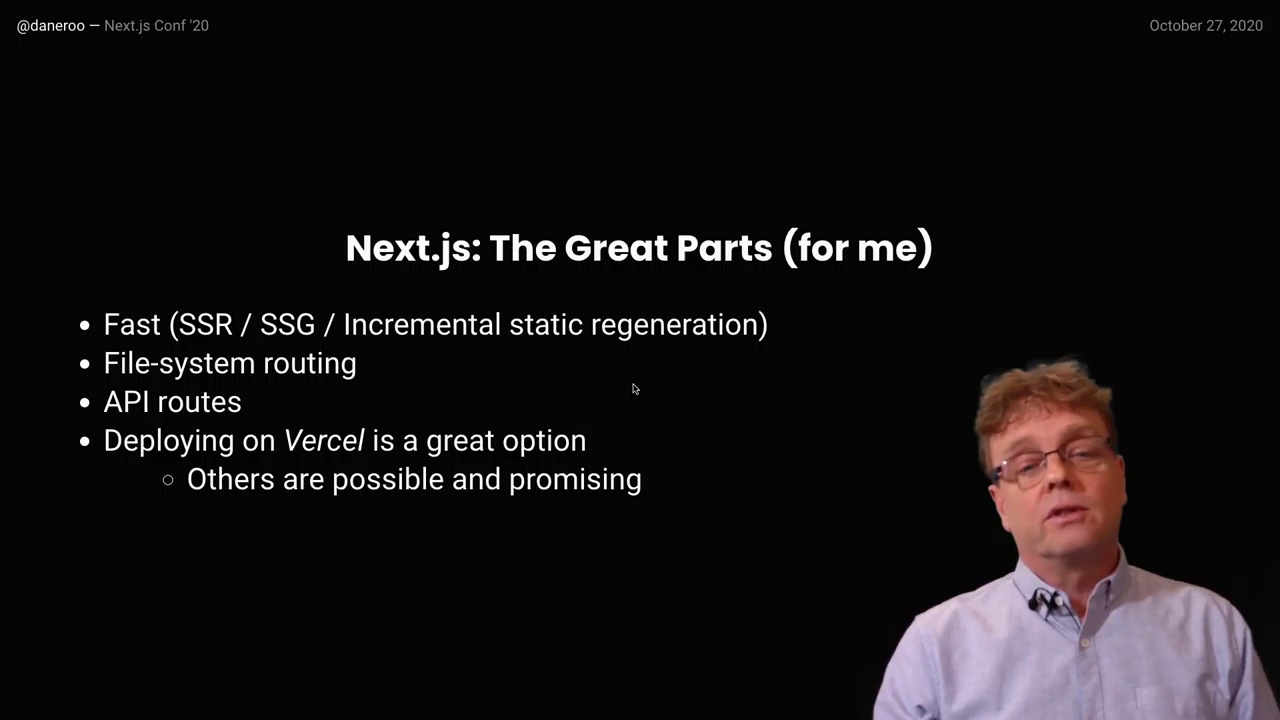 @daneroo — Next.js Conf '20
October 27, 2020
Next.js: The Great Parts (for me)
• Fast (SSR / SSG / Incremental static regeneration)
• File-system routing
• API routes
• Deploying on Vercel is a great option
○ Others are possible and promising